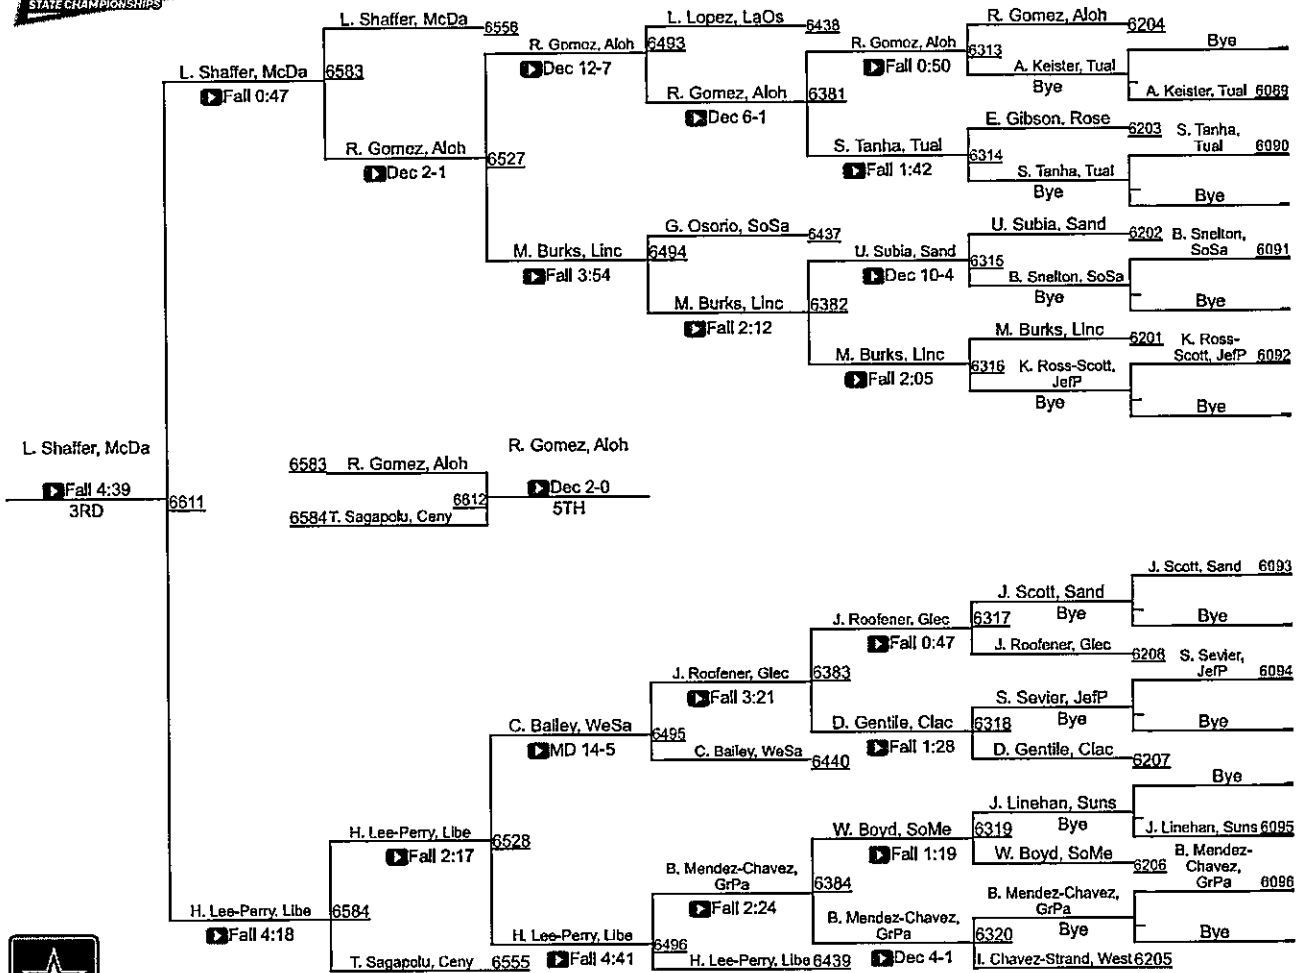 STATE CHAMPIONSHIPS
L. Shaffer, McDa 6556
L. Lopez, LaOs 6438
R. Gomez, Aloh 6204
Bye
R. Gomez, Aloh 6493
R. Gomez, Aloh 6313
Dec 12-7
Fall 0:50
A. Keister, Tual
Bye
A. Keister, Tual 6089
L. Shaffer, McDa 6583
Fall 0:47
R. Gomez, Aloh 6381
Dec 6-1
E. Gibson, Rose 6203
S. Tanha,
Tual 6090
R. Gomez, Aloh 6527
Dec 2-1
S. Tanha, Tual 6314
Fall 1:42
S. Tanha, Tual
Bye
Bye
G. Osorio, SoSa 6437
U. Subia, Sand 6202
B. Snelton,
SoSa 6091
M. Burks, Linc 6494
Fall 3:54
U. Subia, Sand 6315
Dec 10-4
B. Snelton, SoSa
Bye
Bye
M. Burks, Linc 6382
Fall 2:12
M. Burks, Linc 6201
K. Ross-
Scott, JefP 6092
M. Burks, Linc 6316
Fall 2:05
K. Ross-Scott,
JefP
Bye
Bye
L. Shaffer, McDa
Fall 4:39
3RD
6611
6583 R. Gomez, Aloh
R. Gomez, Aloh
6612
Dec 2-0
5TH
6584 T. Sagapolu, Ceny
J. Scott, Sand 6093
J. Scott, Sand
Bye
Bye
J. Roofener, Glec 6317
Fall 0:47
J. Roofener, Glec 6208
S. Sevier,
JefP 6094
J. Roofener, Glec 6383
Fall 3:21
S. Sevier, JefP
Bye
Bye
C. Bailey, WeSa 6495
MD 14-5
D. Gentile, Clac 6318
Fall 1:28
C. Bailey, WeSa 6440
D. Gentile, Clac 6207
Bye
J. Linehan, Suns
Bye
J. Linehan, Suns 6095
H. Lee-Perry, Libe 6528
Fall 2:17
W. Boyd, SoMe 6319
Fall 1:19
W. Boyd, SoMe 6206
B. Mendez-
Chavez,
GrPa 6096
B. Mendez-Chavez,
GrPa 6384
Fall 2:24
B. Mendez-Chavez,
GrPa
Bye
Bye
H. Lee-Perry, Libe 6584
Fall 4:18
B. Mendez-Chavez,
GrPa 6320
Dec 4-1
H. Lee-Perry, Libe 6496
Fall 4:41
T. Sagapolu, Ceny 6555
H. Lee-Perry, Libe 6439
I. Chavez-Strand, West 6205